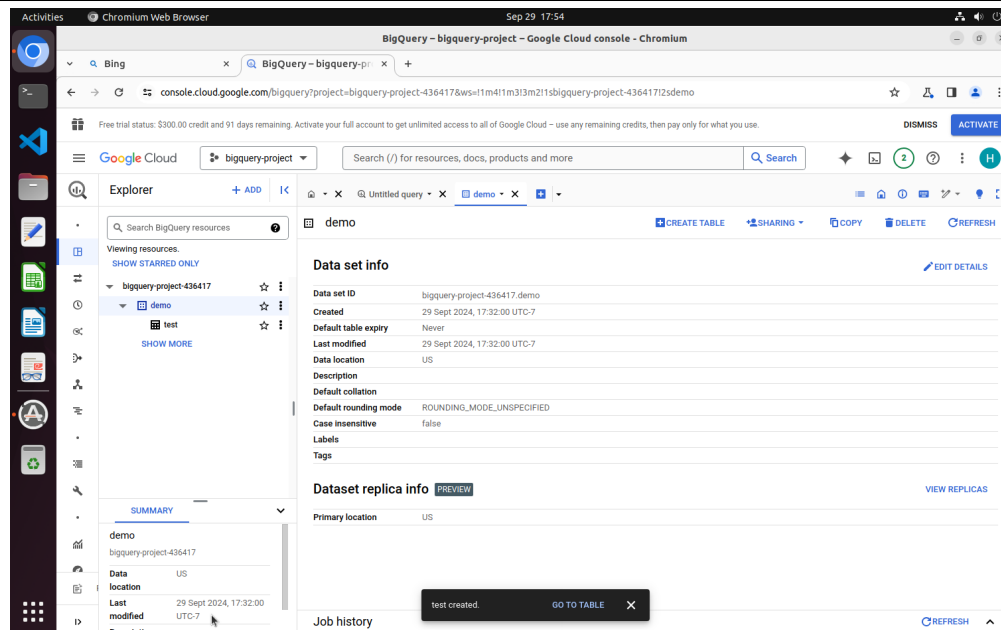 Activities
Chromium Web Browser
Sep 29 17:54
BigQuery – bigquery-project – Google Cloud console - Chromium
Bing
BigQuery – bigquery-pr
console.cloud.google.com/bigquery?project=bigquery-project-436417&ws=!1m4!1m3!3m2!1sbigquery-project-436417!2sdemo
Free trial status: $300.00 credit and 91 days remaining. Activate your full account to get unlimited access to all of Google Cloud – use any remaining credits, then pay only for what you use.
DISMISS
ACTIVATE
Google Cloud
bigquery-project
Search (/) for resources, docs, products and more
Search
2
H
Explorer
+ ADD
Untitled query
demo
Search BigQuery resources
Viewing resources.
SHOW STARRED ONLY
bigquery-project-436417
demo
test
SHOW MORE
demo
CREATE TABLE
SHARING
COPY
DELETE
REFRESH
Data set info
EDIT DETAILS
Data set ID bigquery-project-436417.demo
Created 29 Sept 2024, 17:32:00 UTC-7
Default table expiry Never
Last modified 29 Sept 2024, 17:32:00 UTC-7
Data location US
Description
Default collation
Default rounding mode ROUNDING_MODE_UNSPECIFIED
Case insensitive false
Labels
Tags
Dataset replica info PREVIEW
VIEW REPLICAS
Primary location US
SUMMARY
demo
bigquery-project-436417
Data location US
Last modified 29 Sept 2024, 17:32:00 UTC-7
test created.
GO TO TABLE
Job history
REFRESH